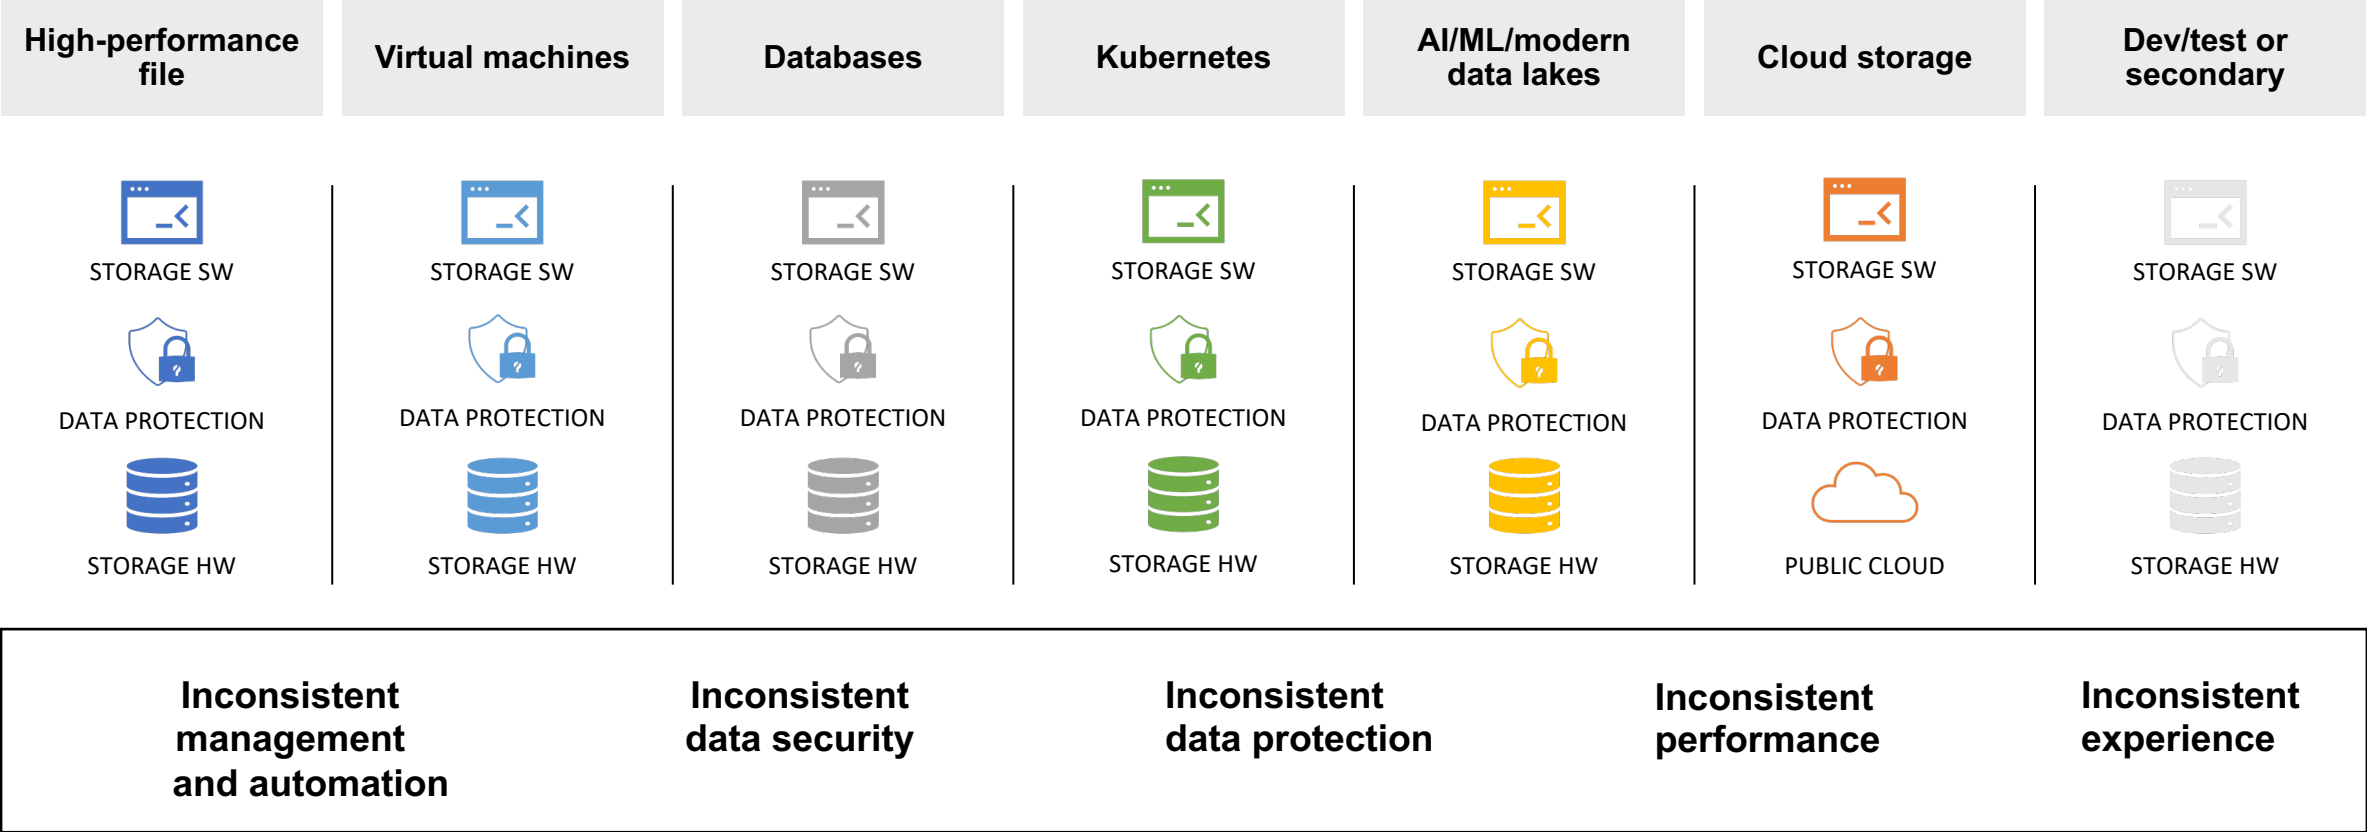 High-performance
file
Virtual machines
Databases
Kubernetes
AI/ML/modern
data lakes
Cloud storage
Dev/test or
secondary
STORAGE SW
STORAGE SW
STORAGE SW
STORAGE SW
STORAGE SW
STORAGE SW
STORAGE SW
DATA PROTECTION
DATA PROTECTION
DATA PROTECTION
DATA PROTECTION
DATA PROTECTION
DATA PROTECTION
DATA PROTECTION
STORAGE HW
STORAGE HW
STORAGE HW
STORAGE HW
STORAGE HW
PUBLIC CLOUD
STORAGE HW
Inconsistent
management
and automation
Inconsistent
data security
Inconsistent
data protection
Inconsistent
performance
Inconsistent
experience